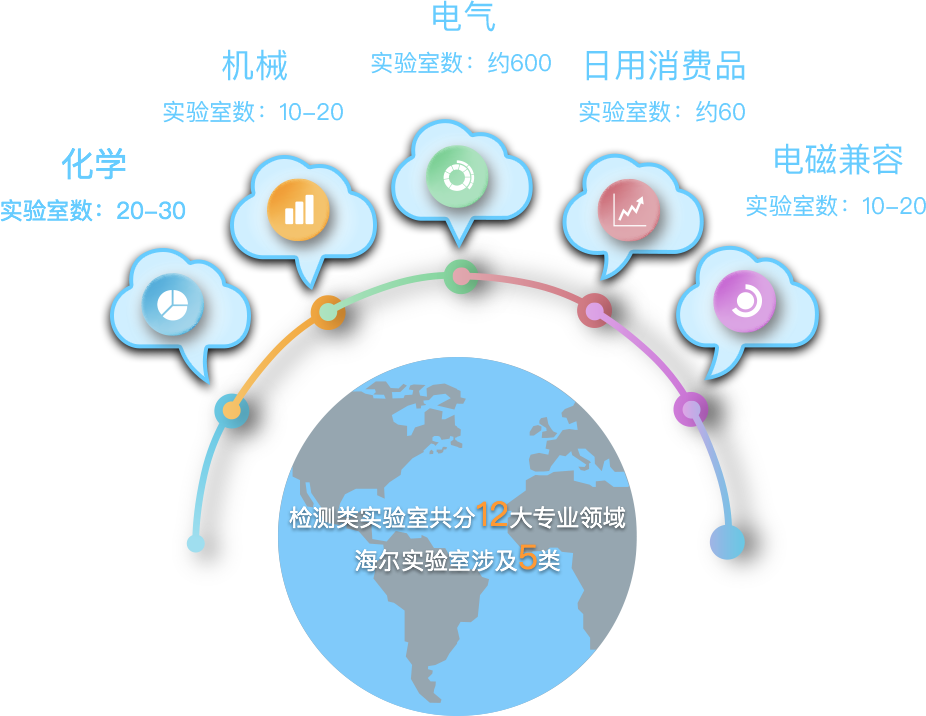 电气
实验室数：约600
机械
实验室数：10-20
日用消费品
实验室数：约60
化学
实验室数：20-30
电磁兼容
实验室数：10-20
检测类实验室共分12大专业领域
海尔实验室涉及5类